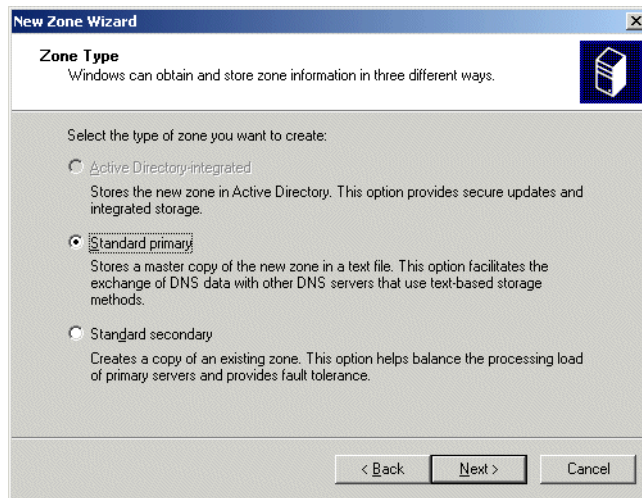 New Zone Wizard
Zone Type
Windows can obtain and store zone information in three different ways.
Select the type of zone you want to create:
Active Directory-integrated
Stores the new zone in Active Directory. This option provides secure updates and
integrated storage.
Standard primary
Stores a master copy of the new zone in a text file. This option facilitates the
exchange of DNS data with other DNS servers that use text-based storage
methods.
Standard secondary
Creates a copy of an existing zone. This option helps balance the processing load
of primary servers and provides fault tolerance.
< Back Next > Cancel